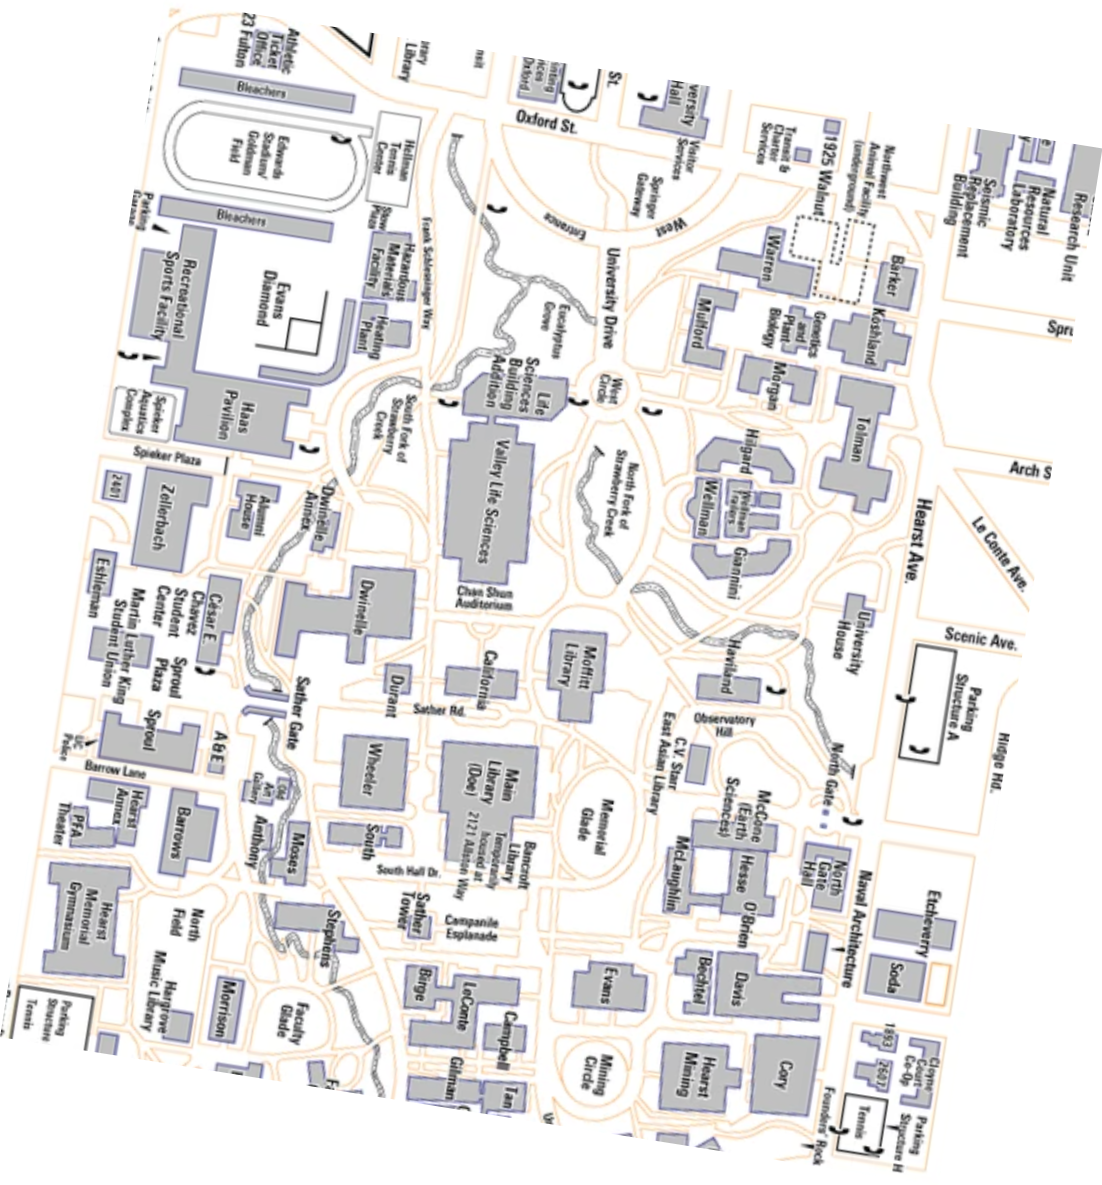 Athletic
Ticket
Office
23 Fulton
Bleachers
Edwards
Stadium/
Goldman
Field
Hellman
Tennis
Center
Library
Oxford St.
St.
Hall
Visitor
Services
Springer
Gateway
West
Entrance
Transit &
Charter
Services
1925 Walnut
Northwest
Animal Facility
(underground)
Seismic
Replacement
Building
Natural
Resources
Laboratory
Research Unit
Parking
Garage
Bleachers
Recreational
Sports Facility
Evans
Diamond
Hazardous
Materials
Facility
Heating
Plant
Frank Schlessinger Way
University Drive
Eucalyptus
Grove
Warren
Barker
Mulford
Genetics
and
Plant
Biology
Koshland
Morgan
Tolman
Spieker
Aquatics
Complex
Haas
Pavilion
South Fork of
Strawberry
Creek
Life
Sciences
Building
Addition
West
Circle
Hilgard
Arch S
Le Conte Ave.
Hearst Ave.
Spieker Plaza
2401
Zellerbach
Alumni
House
Dwinelle
Annex
Valley Life Sciences
North Fork of
Strawberry Creek
Wellman
Wellman
Trailers
Giannini
Eshleman
Martin Luther King
Student Union
César E.
Chavez
Student
Center
Sproul
Plaza
Dwinelle
Chan Shun
Auditorium
University
House
Scenic Ave.
Durant
California
Moffitt
Library
Haviland
Sather Gate
Sather Rd.
Observatory
Hill
Parking
Structure A
Ridge Rd.
North Gate
UC
Police
Sproul
A&E
Barrow Lane
Wheeler
Main
Library
(Doe)
Bancroft
Library
Temporarily
housed at
2121 Allston Way
Memorial
Glade
C.V. Starr
East Asian Library
McCone
(Earth
Sciences)
Hearst
Annex
PFA
Theater
Barrows
Old
Art
Gallery
Anthony
Moses
South
South Hall Dr.
McLaughlin
Hesse
O'Brien
North
Gate
Hall
Naval Architecture
Etcheverry
Hearst
Memorial
Gymnasium
North
Field
Stephens
Sather
Tower
Campanile
Esplanade
Hargrove
Music Library
Morrison
Faculty
Glade
Birge
LeConte
Campbell
Evans
Bechtel
Davis
Soda
Parking
Structure
Tennis
Gilman
Tan
Mining
Circle
Hearst
Mining
Cory
1893
2607
Cloyne
Court
Co-Op
Founders' Rock
Tennis
Parking
Structure H